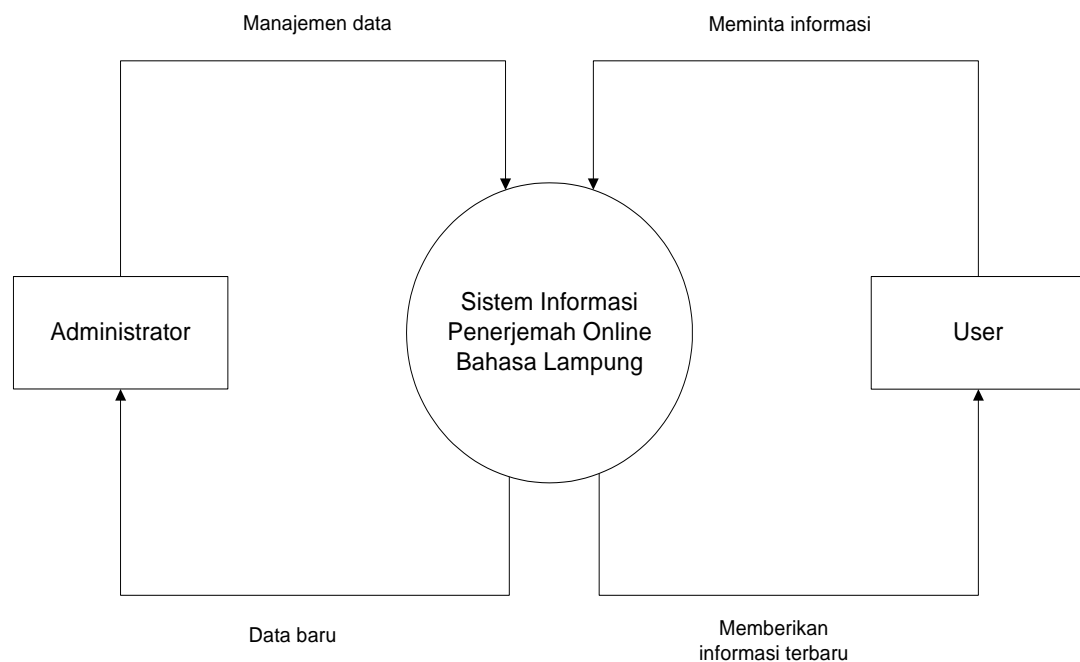 Manajemen data
Meminta informasi
Administrator
Sistem Informasi
Penerjemah Online
Bahasa Lampung
User
Data baru
Memberikan
informasi terbaru